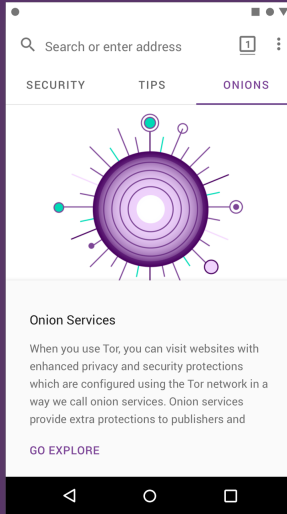 Search or enter address
1
SECURITY TIPS ONIONS
Onion Services
When you use Tor, you can visit websites with
enhanced privacy and security protections
which are configured using the Tor network in a
way we call onion services. Onion services
provide extra protections to publishers and
GO EXPLORE